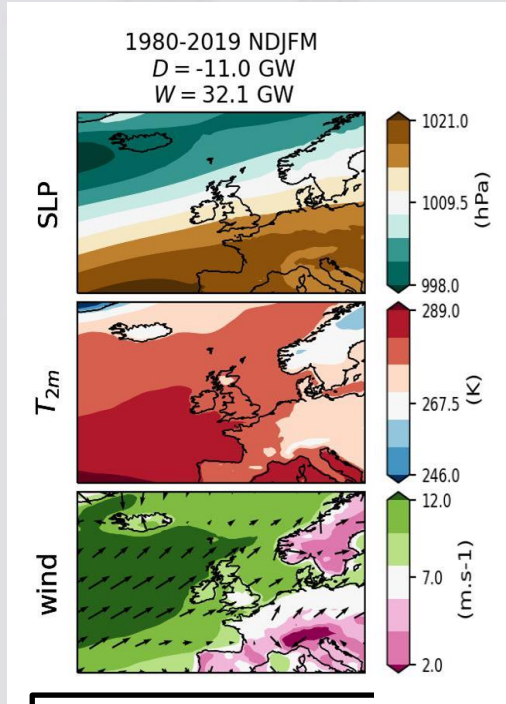 1980-2019 NDJFM
D = -11.0 GW
W = 32.1 GW
SLP
1021.0
1009.5
998.0
(hPa)
T2m
289.0
267.5
246.0
(K)
wind
12.0
7.0
2.0
(m.s-1)